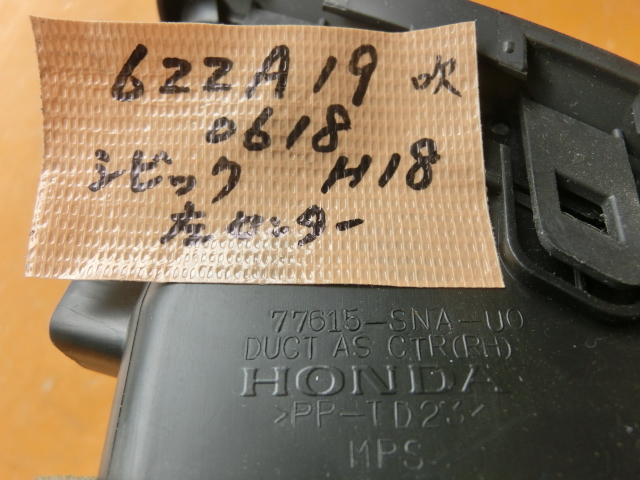 622A19 吹
0618
シビック H18
左センター
77615-SNA-U0
DUCT AS CTR(RH)
HONDA
>PP-TD23<
MPS